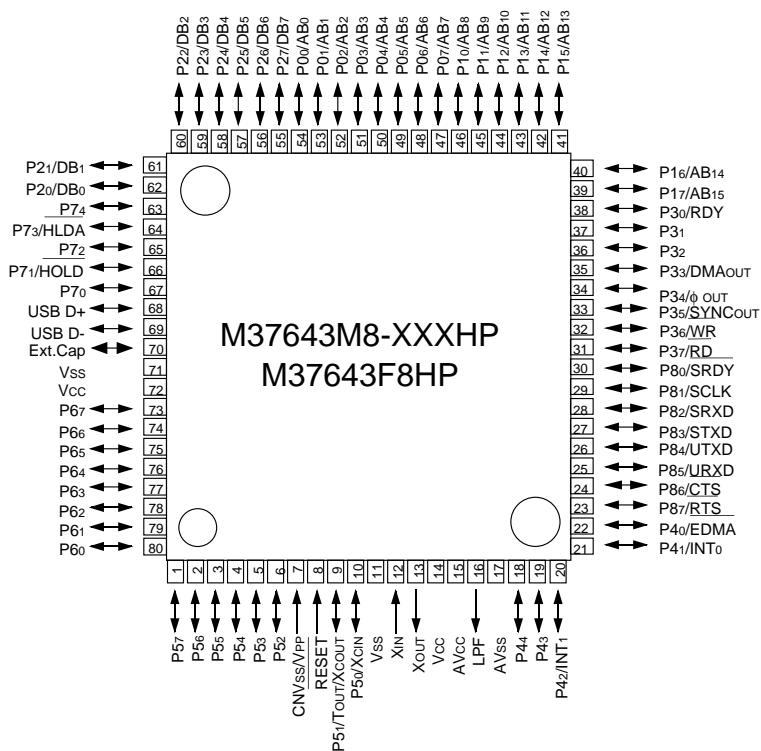 P22/DB2
P23/DB3
P24/DB4
P25/DB5
P26/DB6
P27/DB7
P00/AB0
P01/AB1
P02/AB2
P03/AB3
P04/AB4
P05/AB5
P06/AB6
P07/AB7
P10/AB8
P11/AB9
P12/AB10
P13/AB11
P14/AB12
P15/AB13
60 59 58 57 56 55 54 53 52 51 50 49 48 47 46 45 44 43 42 41
P21/DB1 61
P20/DB0 62
P74 63
P73/HLDA 64
P72 65
P71/HOLD 66
P70 67
USB D+ 68
USB D- 69
Ext.Cap 70
Vss 71
Vcc 72
P67 73
P66 74
P65 75
P64 76
P63 77
P62 78
P61 79
P60 80
M37643M8-XXXHP
M37643F8HP
40 P16/AB14
39 P17/AB15
38 P30/RDY
37 P31
36 P32
35 P33/DMAOUT
34 P34/ϕ OUT
33 P35/SYNCOUT
32 P36/WR
31 P37/RD
30 P80/SRDY
29 P81/SCLK
28 P82/SRXD
27 P83/STXD
26 P84/UTXD
25 P85/URXD
24 P86/CTS
23 P87/RTS
22 P40/EDMA
21 P41/INT0
1 2 3 4 5 6 7 8 9 10 11 12 13 14 15 16 17 18 19 20
P57
P56
P55
P54
P53
P52
CNVSS/VPP
RESET
P51/TOUT/XCOUT
P50/XCIN
Vss
XIN
XOUT
VCC
AVCC
LPF
AVSS
P44
P43
P42/INT1